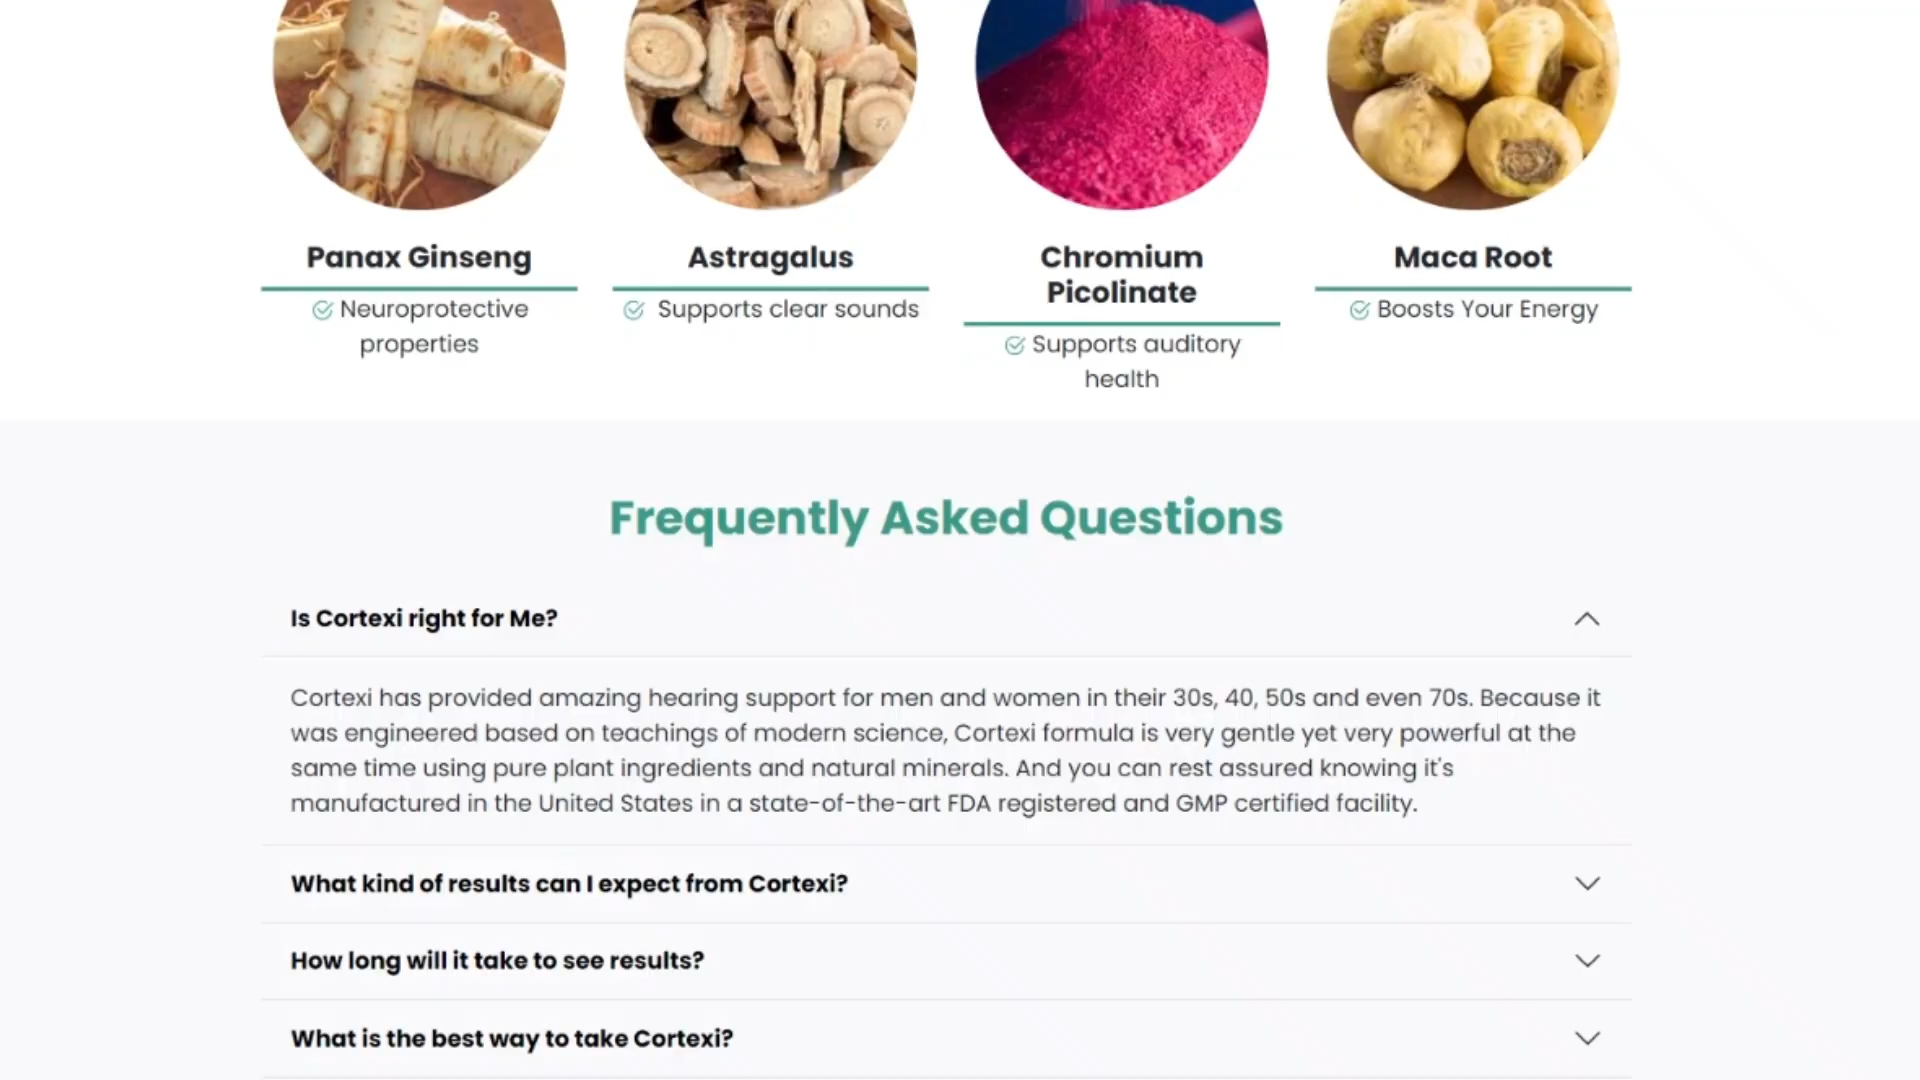 Panax Ginseng
Neuroprotective
properties
Astragalus
Supports clear sounds
Chromium
Picolinate
Supports auditory
health
Maca Root
Boosts Your Energy
Frequently Asked Questions
Is Cortexi right for Me?
Cortexi has provided amazing hearing support for men and women in their 30s, 40, 50s and even 70s. Because it
was engineered based on teachings of modern science, Cortexi formula is very gentle yet very powerful at the
same time using pure plant ingredients and natural minerals. And you can rest assured knowing it's
manufactured in the United States in a state-of-the-art FDA registered and GMP certified facility.
What kind of results can I expect from Cortexi?
How long will it take to see results?
What is the best way to take Cortexi?